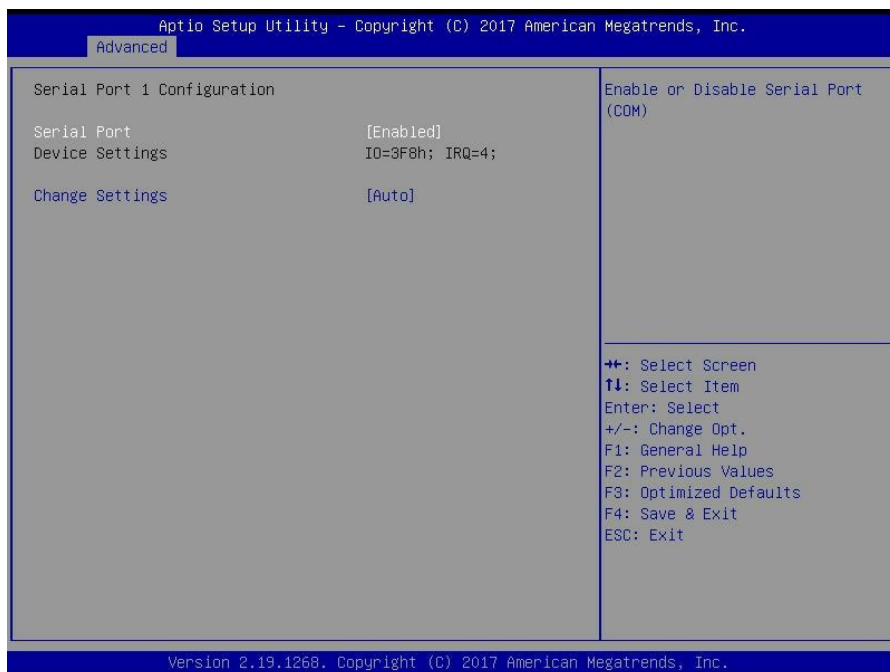 Aptio Setup Utility – Copyright (C) 2017 American Megatrends, Inc.
Advanced
Serial Port 1 Configuration
Serial Port [Enabled]
Device Settings IO=3F8h; IRQ=4;
Change Settings [Auto]
Enable or Disable Serial Port
(COM)
→←: Select Screen
↑↓: Select Item
Enter: Select
+/-: Change Opt.
F1: General Help
F2: Previous Values
F3: Optimized Defaults
F4: Save & Exit
ESC: Exit
Version 2.19.1268. Copyright (C) 2017 American Megatrends, Inc.